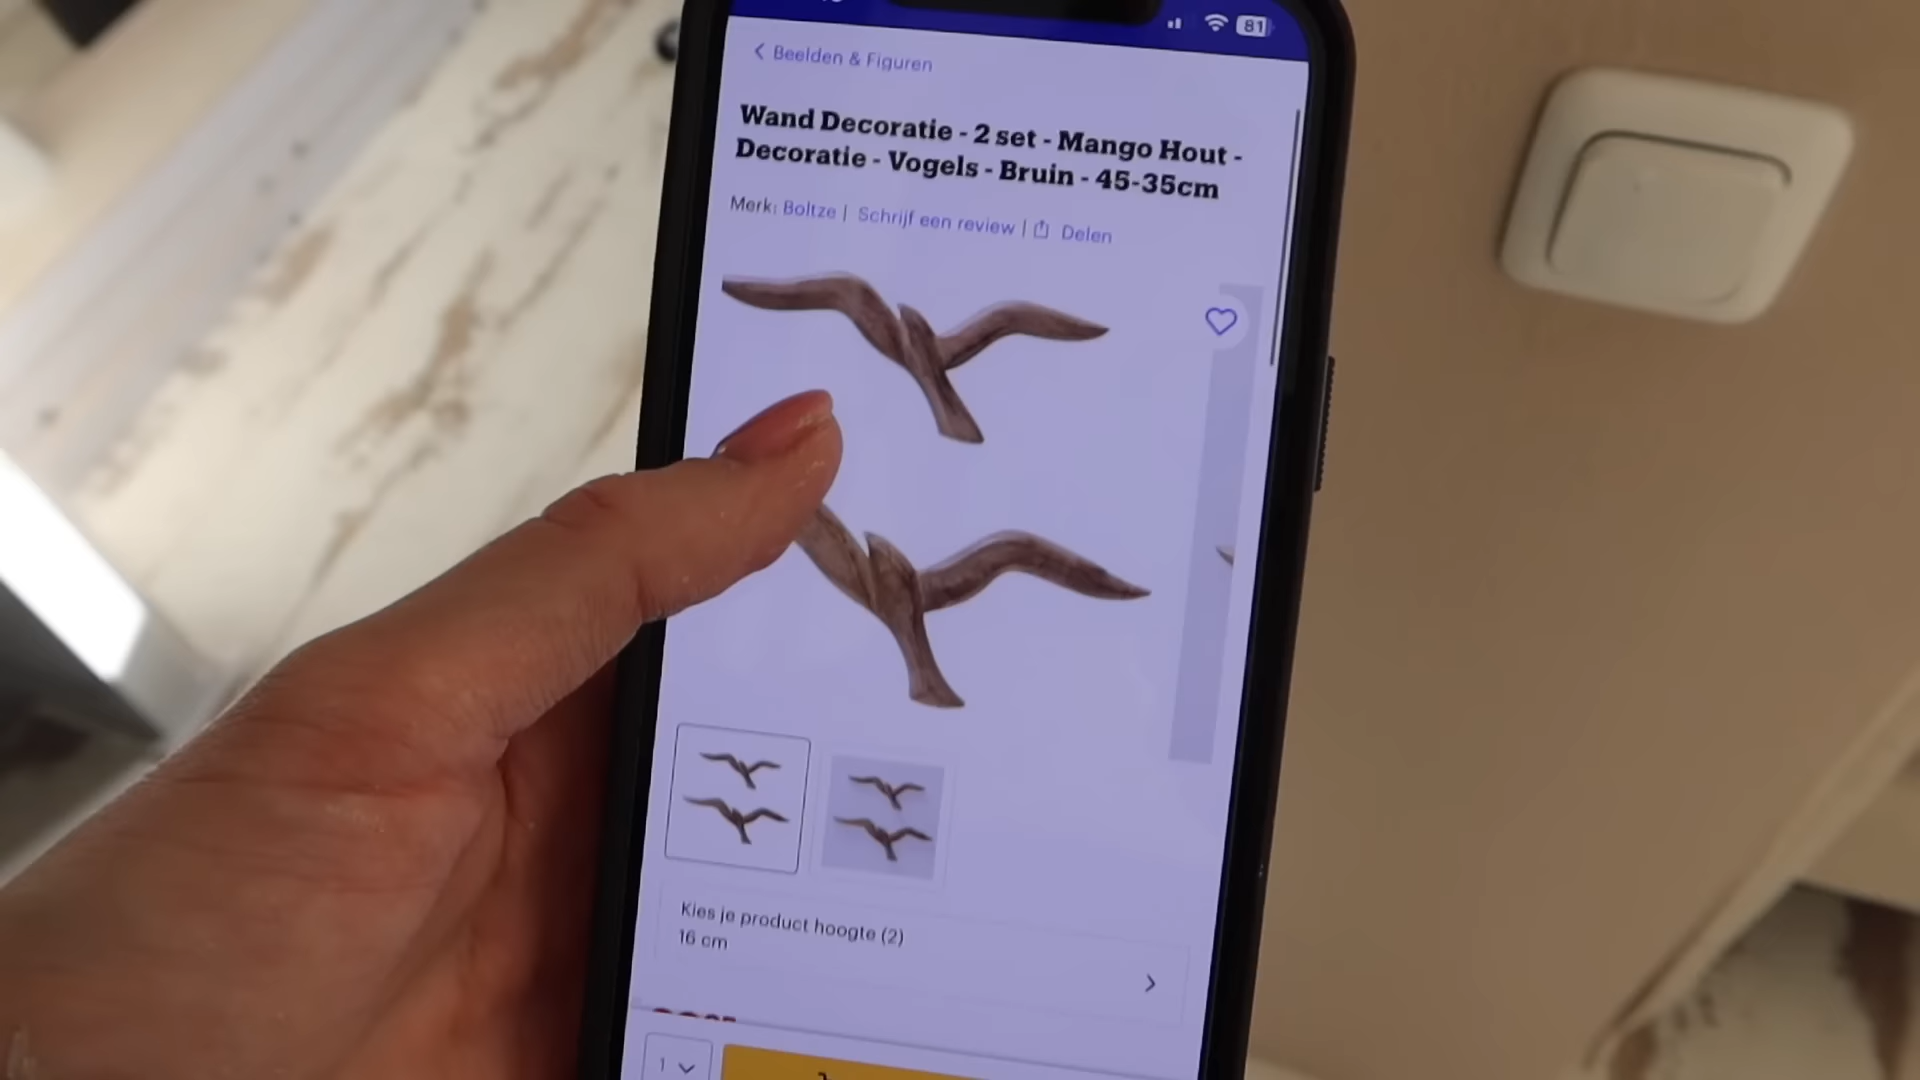 81
Beelden & Figuren
Wand Decoratie - 2 set - Mango Hout -
Decoratie - Vogels - Bruin - 45-35cm
Merk: Boltze | Schrijf een review | Delen
Kies je product hoogte (2)
16 cm
1